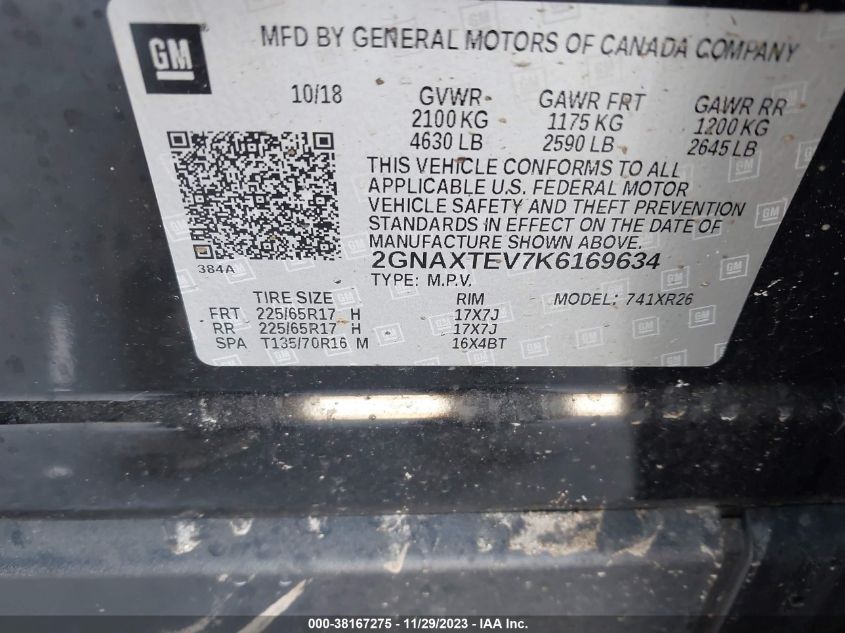 GM
MFD BY GENERAL MOTORS OF CANADA COMPANY
10/18 GVWR GAWR FRT GAWR RR
2100 KG 1175 KG 1200 KG
4630 LB 2590 LB 2645 LB
THIS VEHICLE CONFORMS TO ALL
APPLICABLE U.S. FEDERAL MOTOR
VEHICLE SAFETY AND THEFT PREVENTION
STANDARDS IN EFFECT ON THE DATE OF
MANUFACTURE SHOWN ABOVE.
384A
2GNAXTEV7K6169634
TYPE: M.P.V.
TIRE SIZE RIM MODEL: 741XR26
FRT 225/65R17 H 17X7J
RR 225/65R17 H 17X7J
SPA T135/70R16 M 16X4BT
000-38167275 - 11/29/2023 - IAA Inc.